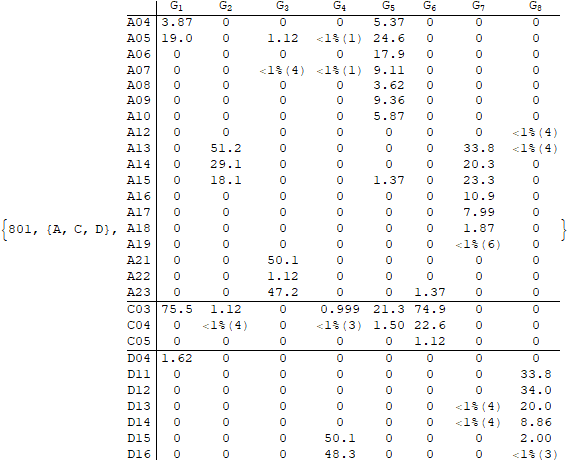 G1 G2 G3 G4 G5 G6 G7 G8
A04 3.87 0 0 0 5.37 0 0 0
A05 19.0 0 1.12 <1%(1) 24.6 0 0 0
A06 0 0 0 0 17.9 0 0 0
A07 0 0 <1%(4) <1%(1) 9.11 0 0 0
A08 0 0 0 0 3.62 0 0 0
A09 0 0 0 0 9.36 0 0 0
A10 0 0 0 0 5.87 0 0 0
A12 0 0 0 0 0 0 0 <1%(4)
A13 0 51.2 0 0 0 0 33.8 <1%(4)
A14 0 29.1 0 0 0 0 20.3 0
A15 0 18.1 0 0 1.37 0 23.3 0
A16 0 0 0 0 0 0 10.9 0
A17 0 0 0 0 0 0 7.99 0
{801, {A, C, D}, A18 0 0 0 0 0 0 1.87 0 }
A19 0 0 0 0 0 0 <1%(6) 0
A21 0 0 50.1 0 0 0 0 0
A22 0 0 1.12 0 0 0 0 0
A23 0 0 47.2 0 0 1.37 0 0
C03 75.5 1.12 0 0.999 21.3 74.9 0 0
C04 0 <1%(4) 0 <1%(3) 1.50 22.6 0 0
C05 0 0 0 0 0 1.12 0 0
D04 1.62 0 0 0 0 0 0 0
D11 0 0 0 0 0 0 0 33.8
D12 0 0 0 0 0 0 0 34.0
D13 0 0 0 0 0 0 <1%(4) 20.0
D14 0 0 0 0 0 0 <1%(4) 8.86
D15 0 0 0 50.1 0 0 0 2.00
D16 0 0 0 48.3 0 0 0 <1%(3)